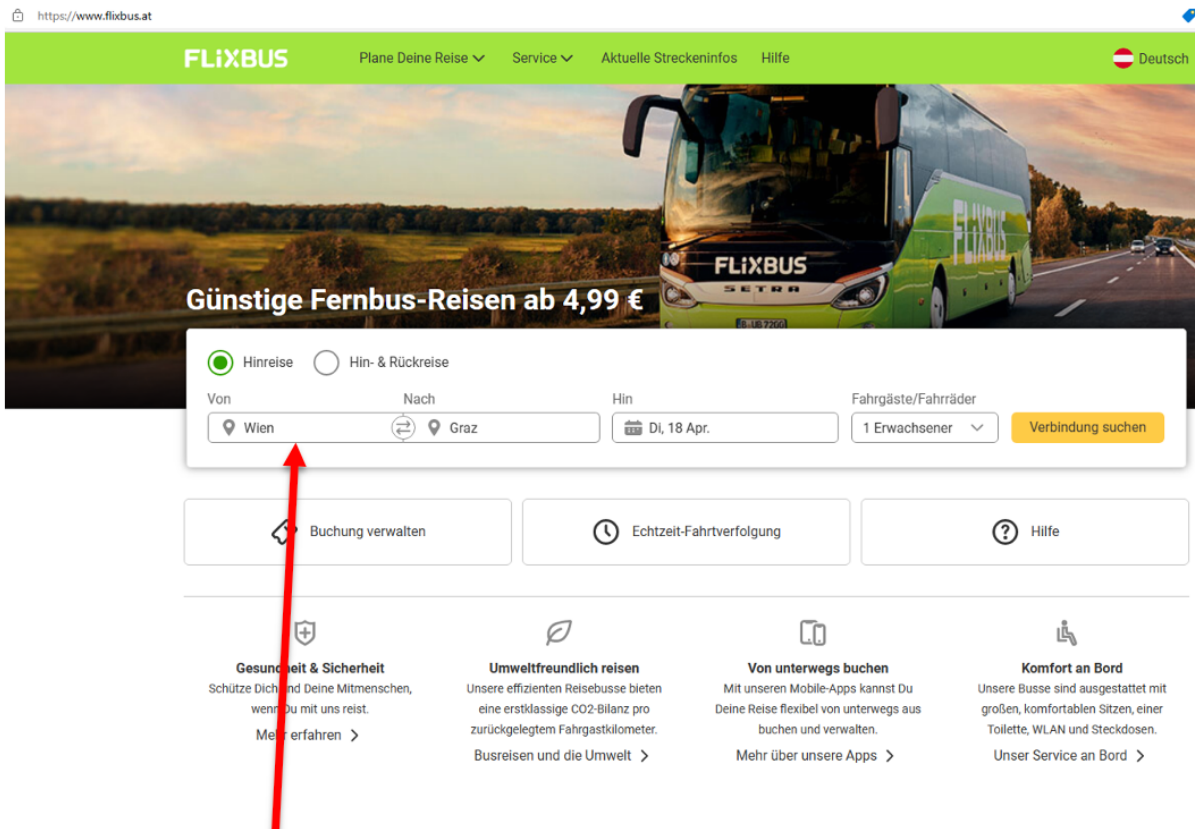 https://www.flixbus.at
FLiXBUS Plane Deine Reise Service Aktuelle Streckeninfos Hilfe Deutsch
FLiXBUS
FLiXBUS
SETRA
Günstige Fernbus-Reisen ab 4,99 €
Hinreise Hin- & Rückreise
Von Nach Hin Fahrgäste/Fahrräder
Wien Graz Di, 18 Apr. 1 Erwachsener Verbindung suchen
Buchung verwalten Echtzeit-Fahrtverfolgung Hilfe
Gesundheit & Sicherheit
Schütze Dich und Deine Mitmenschen,
wenn Du mit uns reist.
Mehr erfahren
Umweltfreundlich reisen
Unsere effizienten Reisebusse bieten
eine erstklassige CO2-Bilanz pro
zurückgelegtem Fahrgastkilometer.
Busreisen und die Umwelt
Von unterwegs buchen
Mit unseren Mobile-Apps kannst Du
Deine Reise flexibel von unterwegs aus
buchen und verwalten.
Mehr über unsere Apps
Komfort an Bord
Unsere Busse sind ausgestattet mit
großen, komfortablen Sitzen, einer
Toilette, WLAN und Steckdosen.
Unser Service an Bord